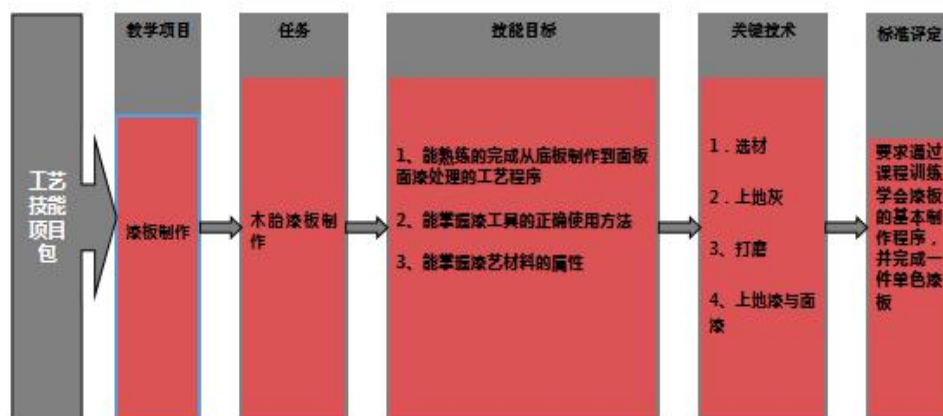 工艺
技能
项目
包
教学项目
漆板制作
任务
木胎漆板制
作
技能目标
1、能熟练的完成从底板制作到面板
面漆处理的工艺程序
2、能掌握漆工具的正确使用方法
3、能掌握漆艺材料的属性
关键技术
1．选材
2．上地灰
3、打磨
4、上地漆与面
漆
标准评定
要求通过
课程训练
学会漆板
的基本制
作程序，
并完成一
件单色漆
板